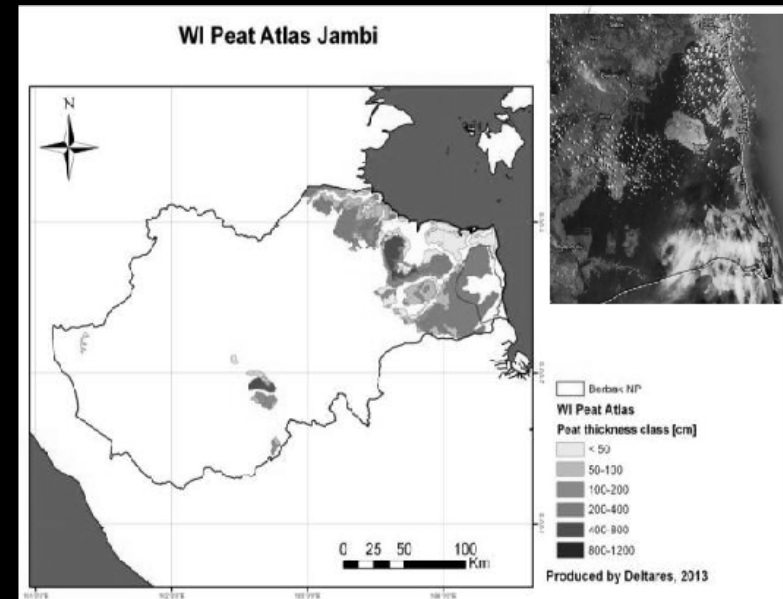 WI Peat Atlas Jambi
N
0 25 50 100
Km
Berbak NP
WI Peat Atlas
Peat thickness class [cm]
< 50
50-100
100-200
200-400
400-800
800-1200
Produced by Deltares, 2013